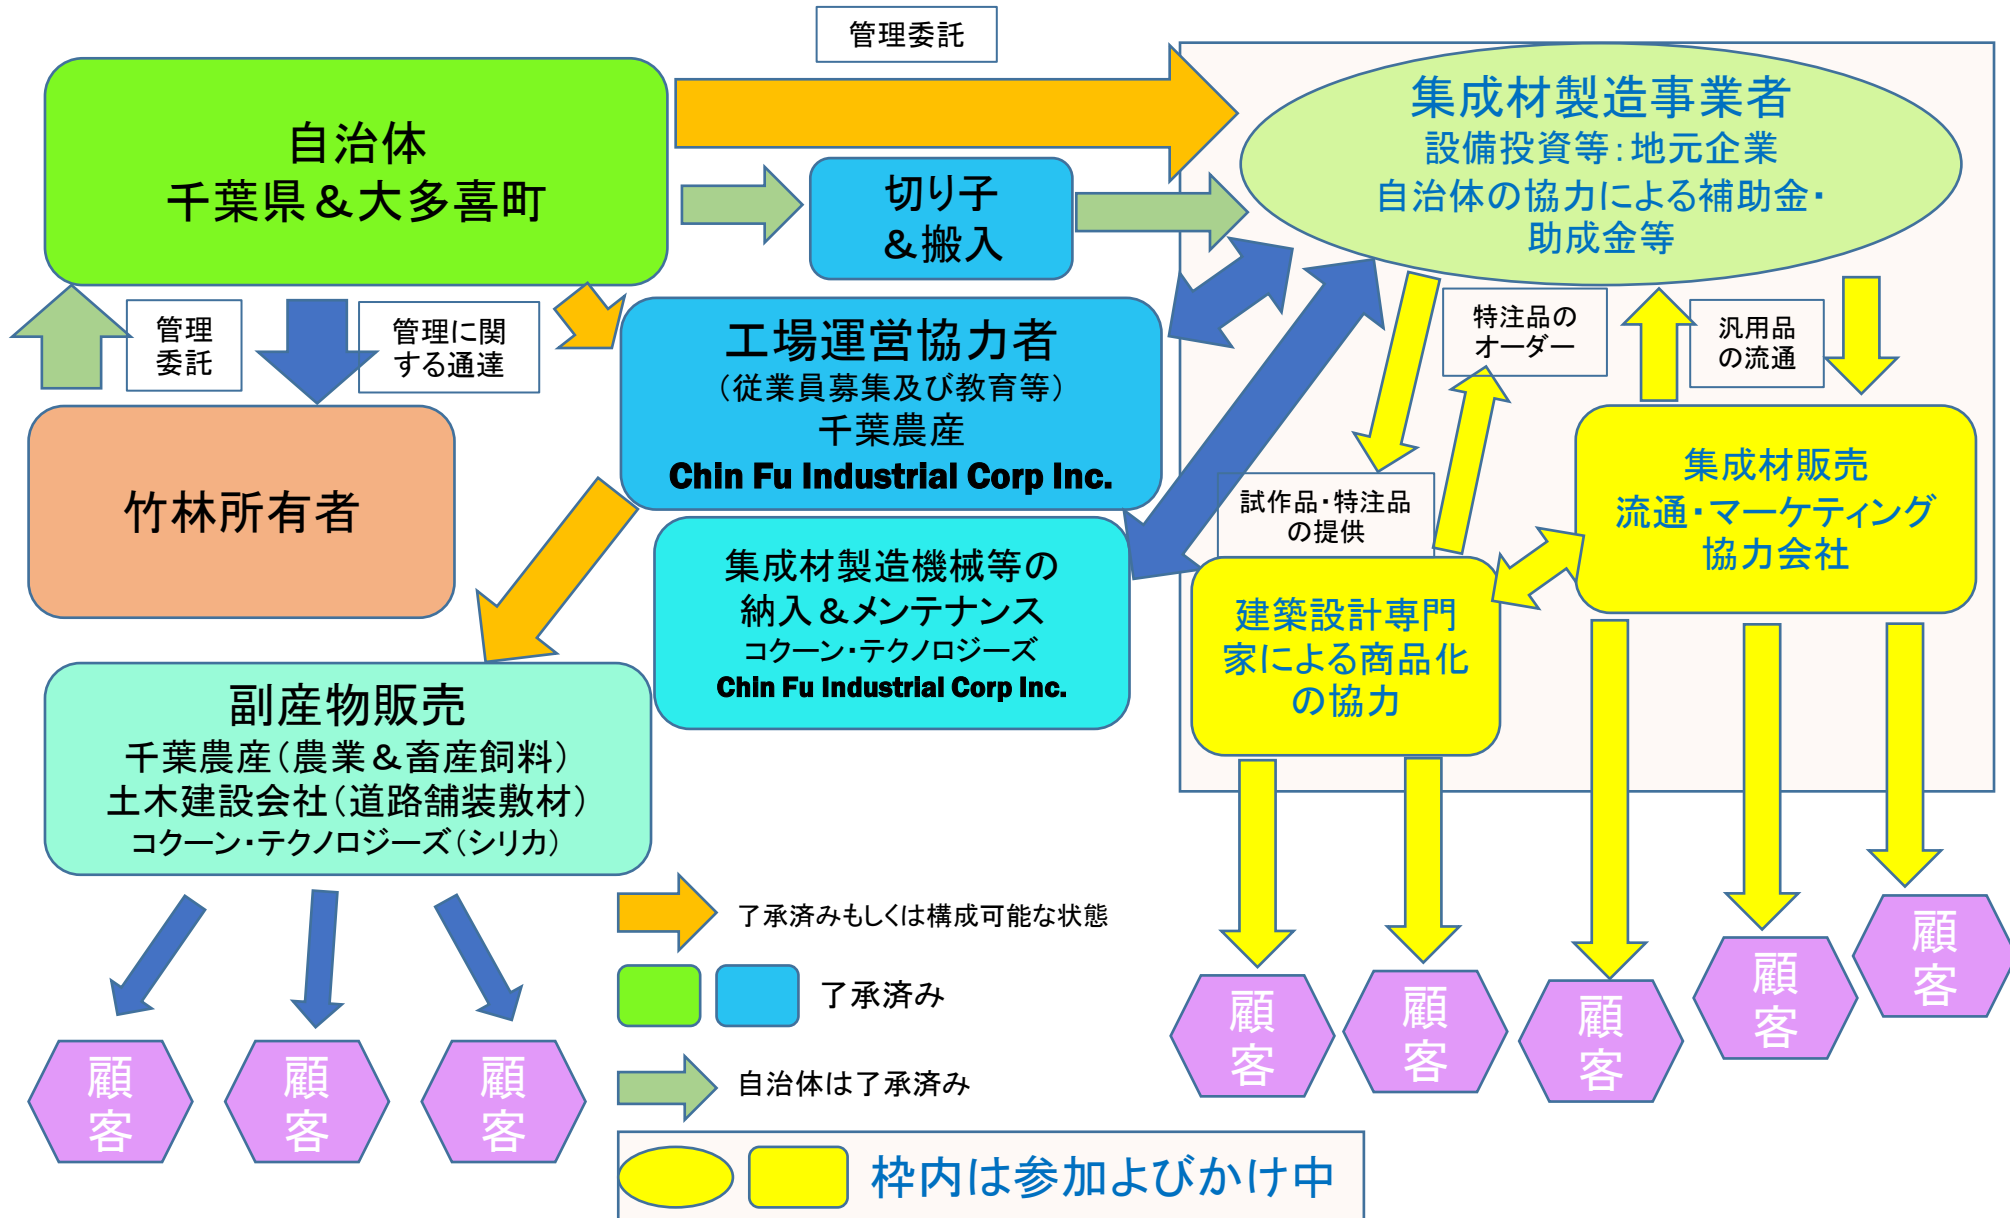 管理委託
自治体
千葉県＆大多喜町
切り子
＆搬入
集成材製造事業者
設備投資等：地元企業
自治体の協力による補助金・
助成金等
管理
委託
管理に関
する通達
工場運営協力者
（従業員募集及び教育等）
千葉農産
Chin Fu Industrial Corp Inc.
特注品の
オーダー
汎用品
の流通
竹林所有者
試作品・特注品
の提供
集成材販売
流通・マーケティング
協力会社
集成材製造機械等の
納入＆メンテナンス
コクーン・テクノロジーズ
Chin Fu Industrial Corp Inc.
建築設計専門
家による商品化
の協力
副産物販売
千葉農産（農業＆畜産飼料）
土木建設会社（道路舗装敷材）
コクーン・テクノロジーズ（シリカ）
了承済みもしくは構成可能な状態
了承済み
自治体は了承済み
枠内は参加よびかけ中
顧
客
顧
客
顧
客
顧
客
顧
客
顧
客
顧
客
顧
客